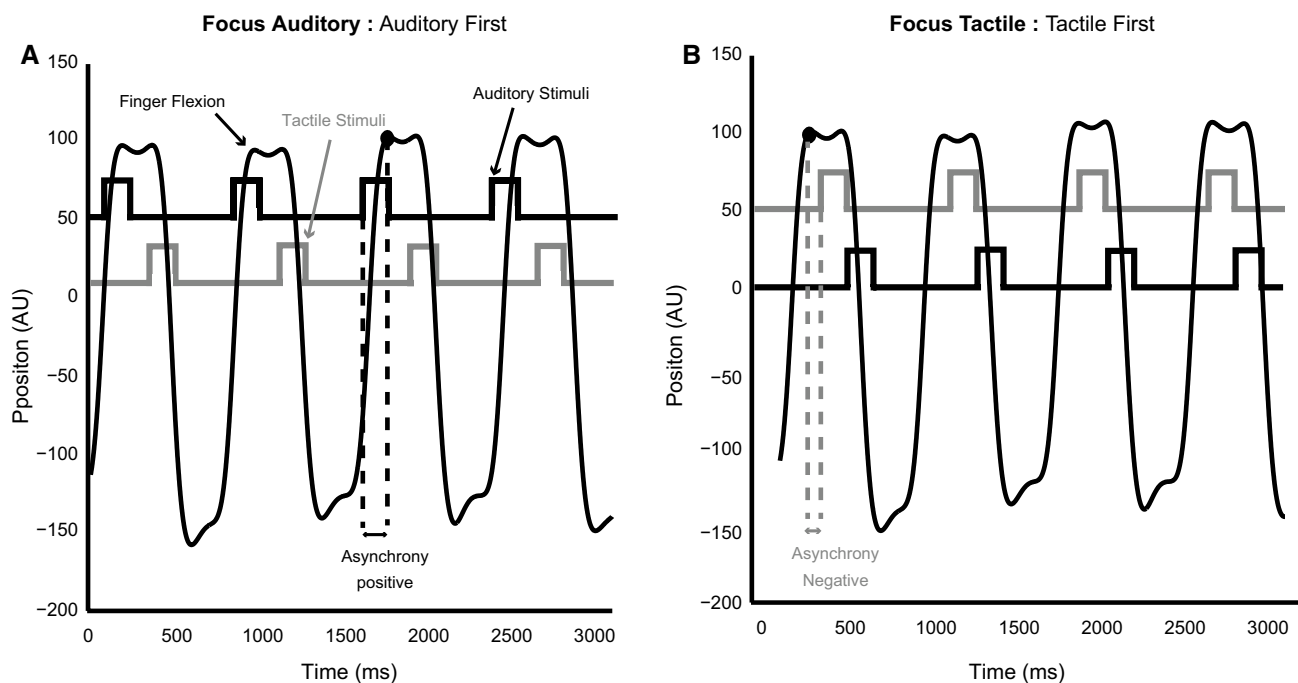 Focus Auditory : Auditory First
A
150
100
50
0
−50
−100
−150
−200
Ppositon (AU)
Finger Flexion
Tactile Stimuli
Auditory Stimuli
Asynchrony
positive
0 500 1000 1500 2000 2500 3000
Time (ms)
Focus Tactile : Tactile First
B
150
100
50
0
−50
−100
−150
−200
Positon (AU)
Asynchrony
Negative
0 500 1000 1500 2000 2500 3000
Time (ms)